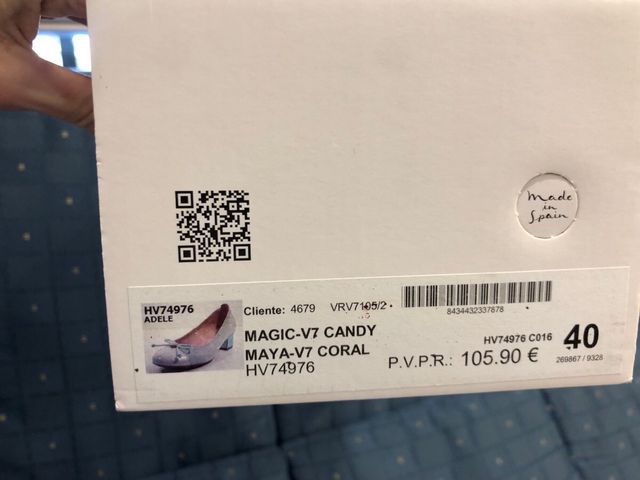 Made
in
Spain
HV74976
ADELE
Cliente: 4679 VRV7195/2
8434432337878
MAGIC-V7 CANDY
MAYA-V7 CORAL
HV74976
HV74976 C016
P.V.P.R.: 105.90 €
40
269867 / 9328